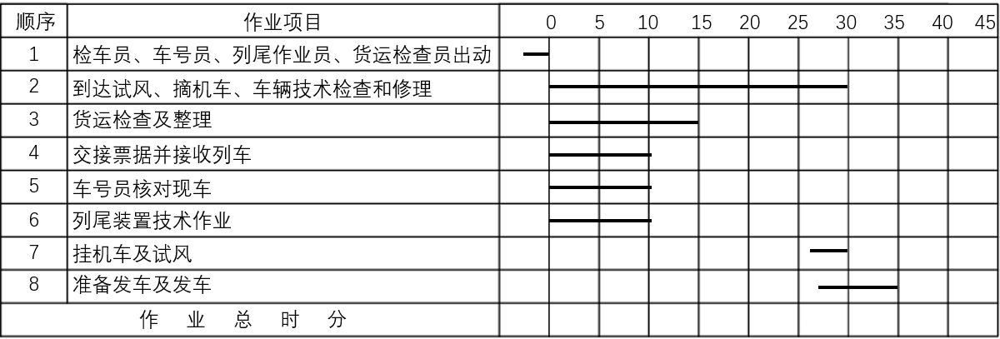 顺序 作业项目 0 5 10 15 20 25 30 35 40 45
1 检车员、车号员、列尾作业员、货运检查员出动
2 到达试风、摘机车、车辆技术检查和修理
3 货运检查及整理
4 交接票据并接收列车
5 车号员核对现车
6 列尾装置技术作业
7 挂机车及试风
8 准备发车及发车
作业总时分